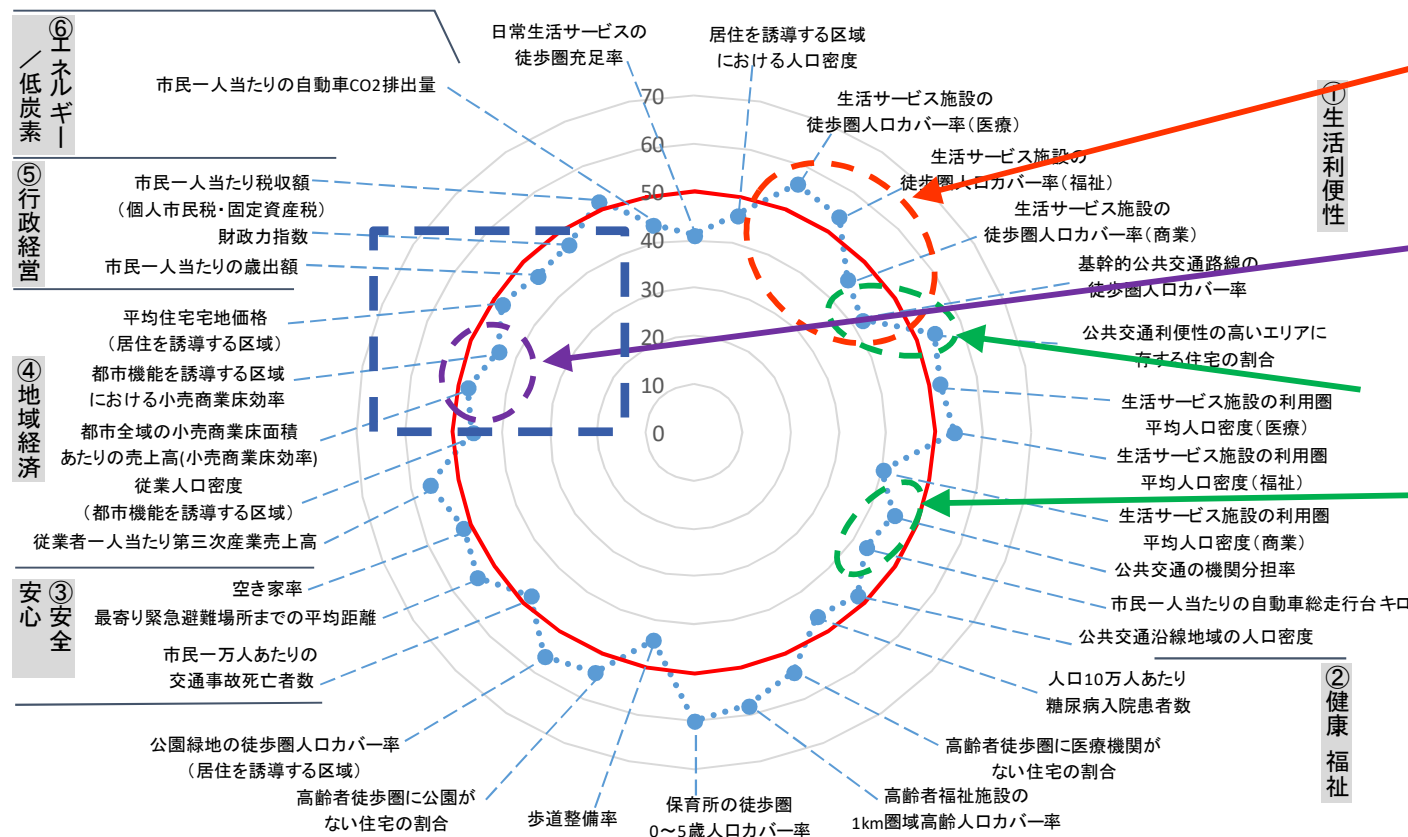 ⑥エネルギー
／低炭素
日常生活サービスの
徒歩圏充足率
居住を誘導する区域
における人口密度
市民一人当たりの自動車CO2排出量
生活サービス施設の
徒歩圏人口カバー率(医療)
①生活利便性
生活サービス施設の
徒歩圏人口カバー率(福祉)
生活サービス施設の
徒歩圏人口カバー率(商業)
基幹的公共交通路線の
徒歩圏人口カバー率
公共交通利便性の高いエリアに
存する住宅の割合
生活サービス施設の利用圏
平均人口密度(医療)
生活サービス施設の利用圏
平均人口密度(福祉)
生活サービス施設の利用圏
平均人口密度(商業)
公共交通の機関分担率
市民一人当たりの自動車総走行台キロ
公共交通沿線地域の人口密度
②健康 福祉
人口10万人あたり
糖尿病入院患者数
高齢者徒歩圏に医療機関が
ない住宅の割合
高齢者福祉施設の
1km圏域高齢人口カバー率
保育所の徒歩圏
0～5歳人口カバー率
歩道整備率
高齢者徒歩圏に公園が
ない住宅の割合
公園緑地の徒歩圏人口カバー率
(居住を誘導する区域)
③安全
安心
市民一万人あたりの
交通事故死亡者数
最寄り緊急避難場所までの平均距離
空き家率
④地域経済
従業者一人当たり第三次産業売上高
従業人口密度
(都市機能を誘導する区域)
都市全域の小売商業床面積
あたりの売上高(小売商業床効率)
都市機能を誘導する区域
における小売商業床効率
平均住宅宅地価格
(居住を誘導する区域)
⑤行政経営
市民一人当たりの歳出額
財政力指数
市民一人当たり税収額
(個人市民税・固定資産税)
70
60
50
40
30
20
10
0